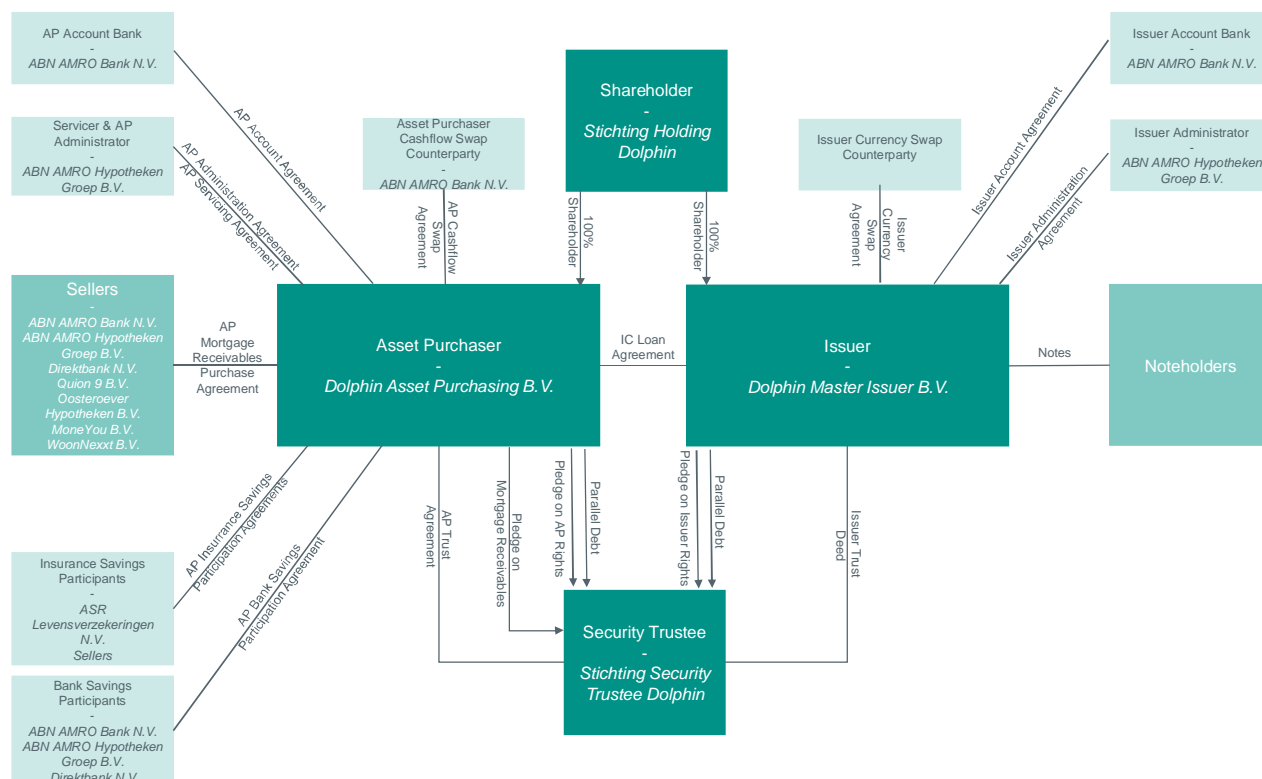 AP Account Bank
-
ABN AMRO Bank N.V.
Servicer & AP
Administrator
-
ABN AMRO Hypotheken
Groep B.V.
Asset Purchaser
Cashflow Swap
Counterparty
-
ABN AMRO Bank N.V.
Shareholder
-
Stichting Holding
Dolphin
Issuer Currency Swap
Counterparty
Issuer Account Bank
-
ABN AMRO Bank N.V.
Issuer Administrator
-
ABN AMRO Hypotheken
Groep B.V.
AP Account Agreement
AP Administration Agreement
AP Servicing Agreement
AP Cashflow
Swap
Agreement
100%
Shareholder
100%
Shareholder
Issuer
Currency
Swap
Agreement
Issuer Account Agreement
Issuer Administration
Agreement
Sellers
-
ABN AMRO Bank N.V.
ABN AMRO Hypotheken
Groep B.V.
Direktbank N.V.
Quion 9 B.V.
Oosteroever
Hypotheken B.V.
MoneYou B.V.
WoonNexxt B.V.
AP
Mortgage
Receivables
Purchase
Agreement
Asset Purchaser
-
Dolphin Asset Purchasing B.V.
IC Loan
Agreement
Issuer
-
Dolphin Master Issuer B.V.
Notes
Noteholders
AP Insurrance Savings
Participation Agreements
AP Bank Savings
Participation Agreement
AP Trust
Agreement
Pledge on
Mortgage Receivables
Pledge on AP Rights
Parallel Debt
Pledge on Issuer Rights
Parallel Debt
Issuer Trust
Deed
Insurance Savings
Participants
-
ASR
Levensverzekeringen
N.V.
Sellers
Security Trustee
-
Stichting Security
Trustee Dolphin
Bank Savings
Participants
-
ABN AMRO Bank N.V.
ABN AMRO Hypotheken
Groep B.V.
Direktbank N.V.